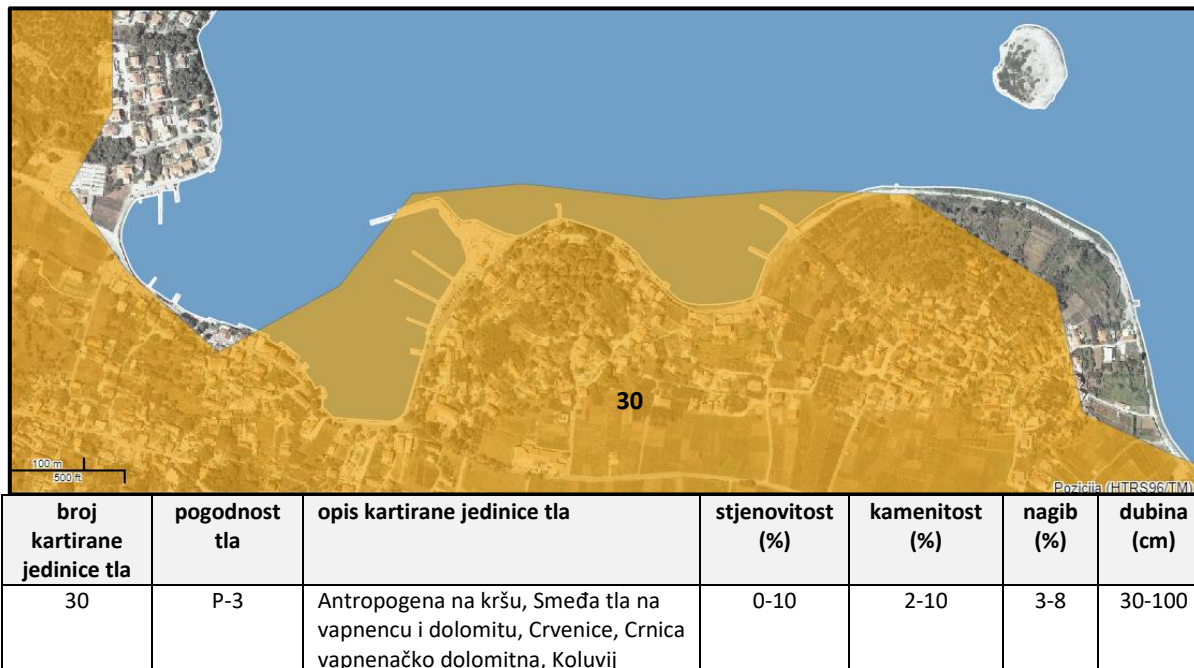 30
100 m
500 ft
Pozicija (HTRS96/TM)
broj kartirane jedinice tla
pogodnost tla
opis kartirane jedinice tla
stjenovitost (%)
kamenitost (%)
nagib (%)
dubina (cm)
30
P-3
Antropogena na kršu, Smeđa tla na
vapnencu i dolomitu, Crvenice, Crnica
vapnenačko dolomitna, Koluvij
0-10
2-10
3-8
30-100